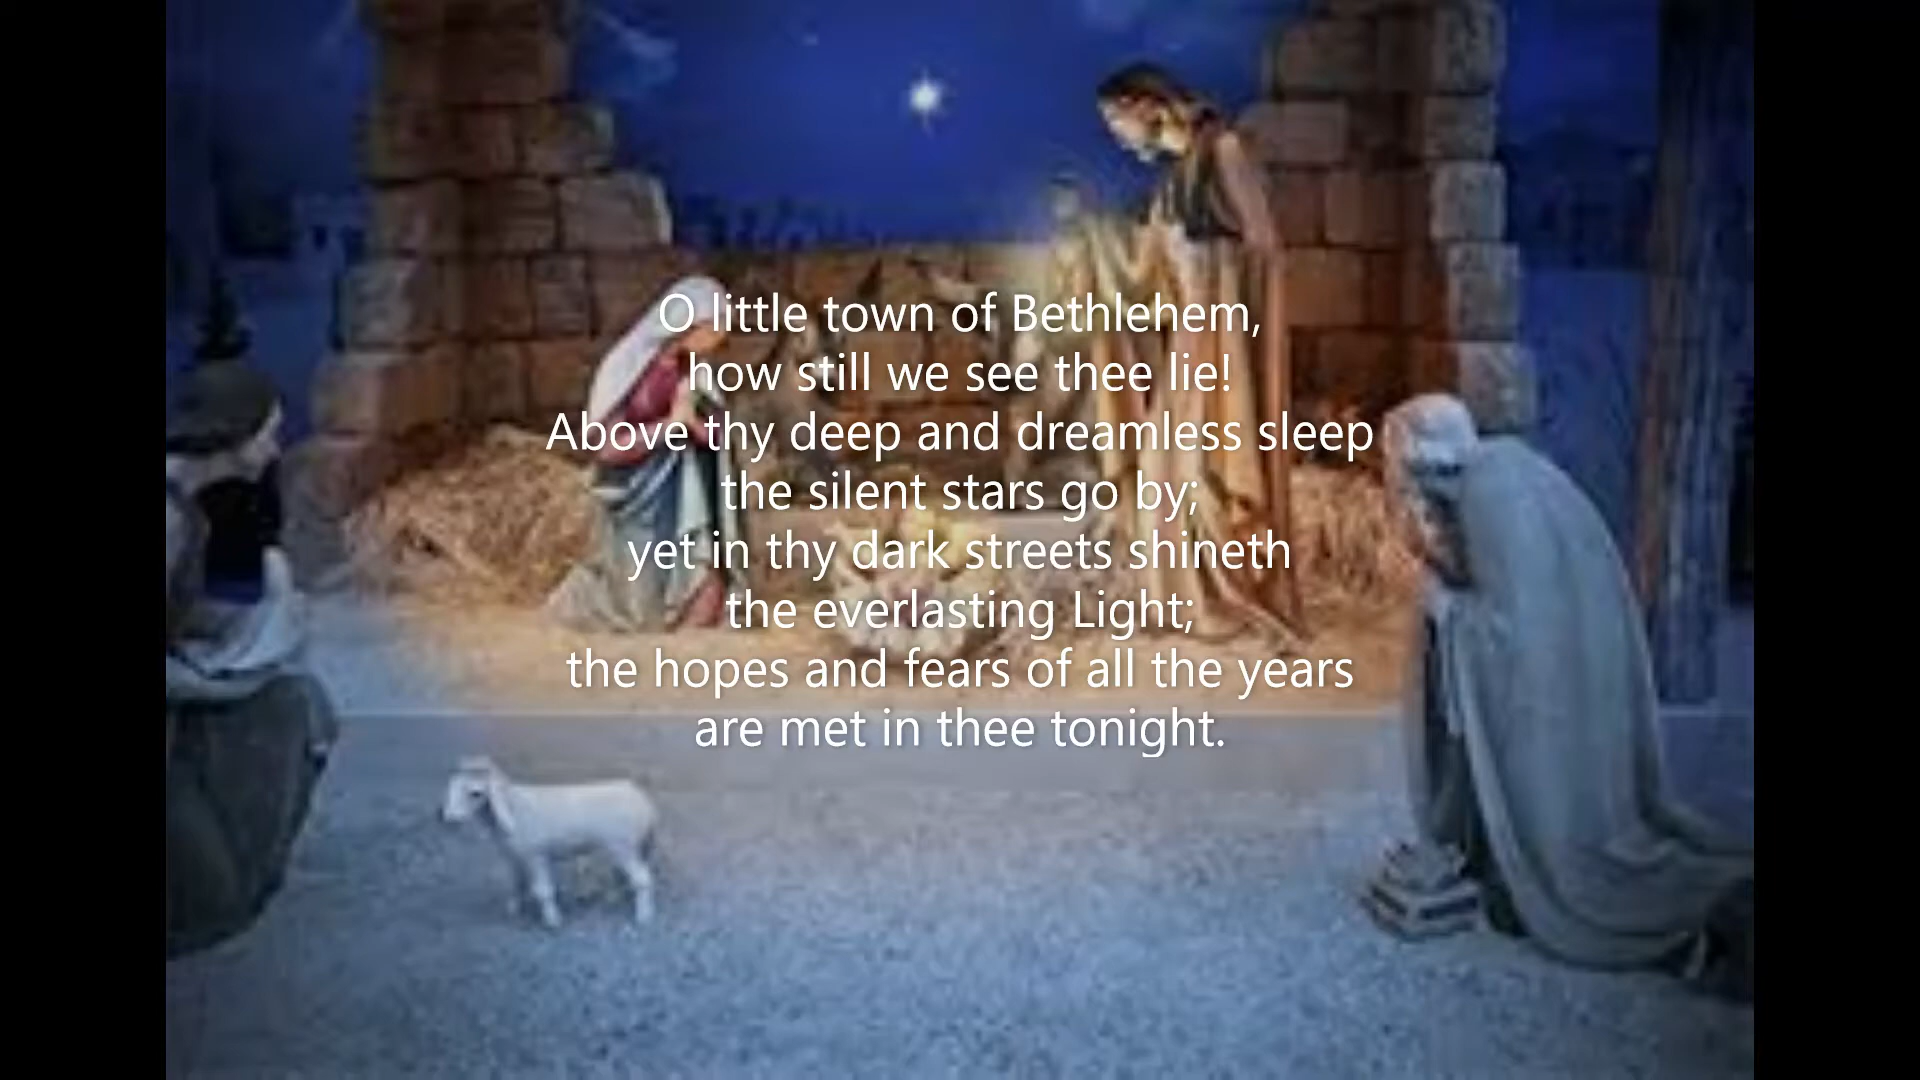 O little town of Bethlehem,
how still we see thee lie!
Above thy deep and dreamless sleep
the silent stars go by;
yet in thy dark streets shineth
the everlasting Light;
the hopes and fears of all the years
are met in thee tonight.